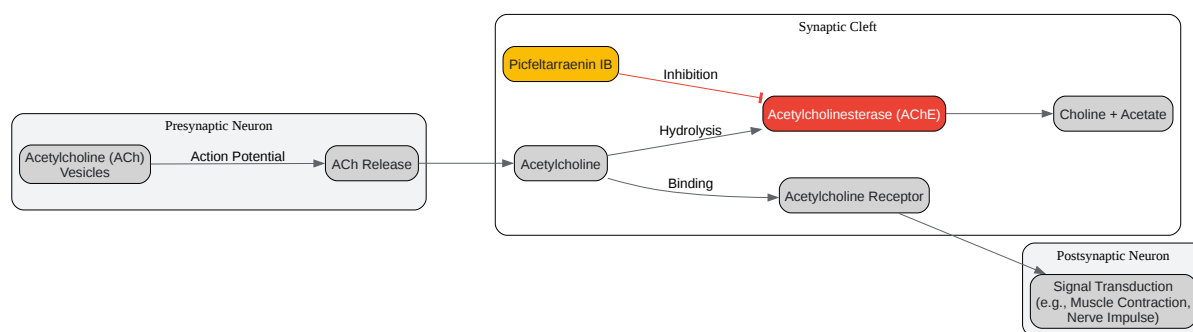 Synaptic Cleft
Picfeltarraenin IB
Inhibition
Acetylcholinesterase (AChE)
Choline + Acetate
Presynaptic Neuron
Hydrolysis
Acetylcholine (ACh)
Vesicles
Action Potential
ACh Release
Acetylcholine
Binding
Acetylcholine Receptor
Postsynaptic Neuron
Signal Transduction
(e.g., Muscle Contraction,
Nerve Impulse)